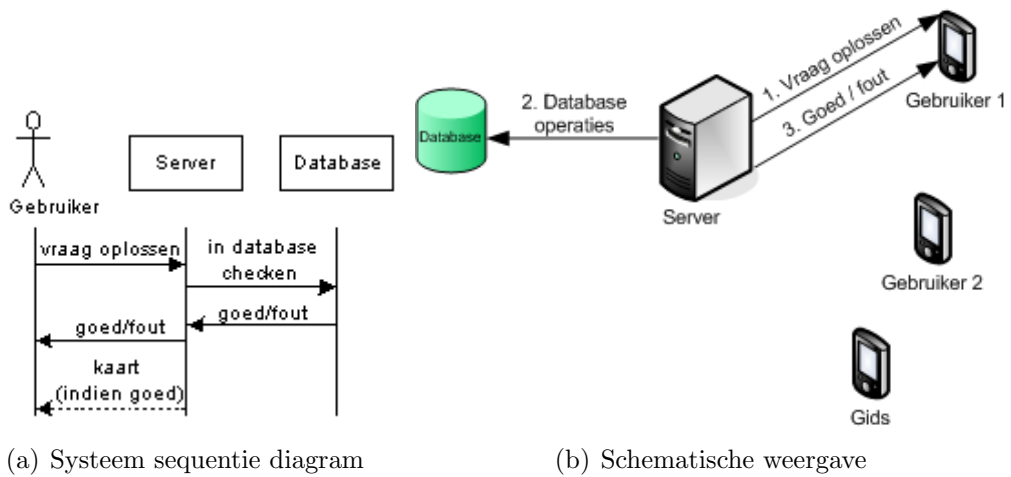 Gebruiker
Server
Database
vraag oplossen
in database
checken
goed/fout
goed/fout
kaart
(indien goed)
(a) Systeem sequentie diagram
Database
2. Database
operaties
Server
1. Vraag oplossen
3. Goed / fout
Gebruiker 1
Gebruiker 2
Gids
(b) Schematische weergave